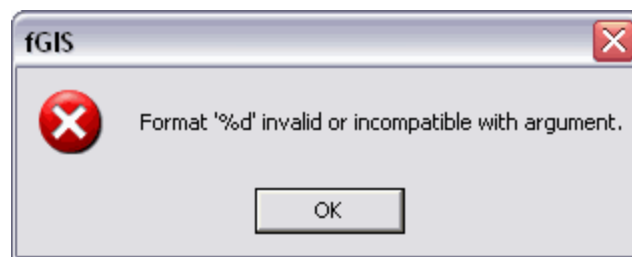 fGIS
Format '%d' invalid or incompatible with argument.
OK